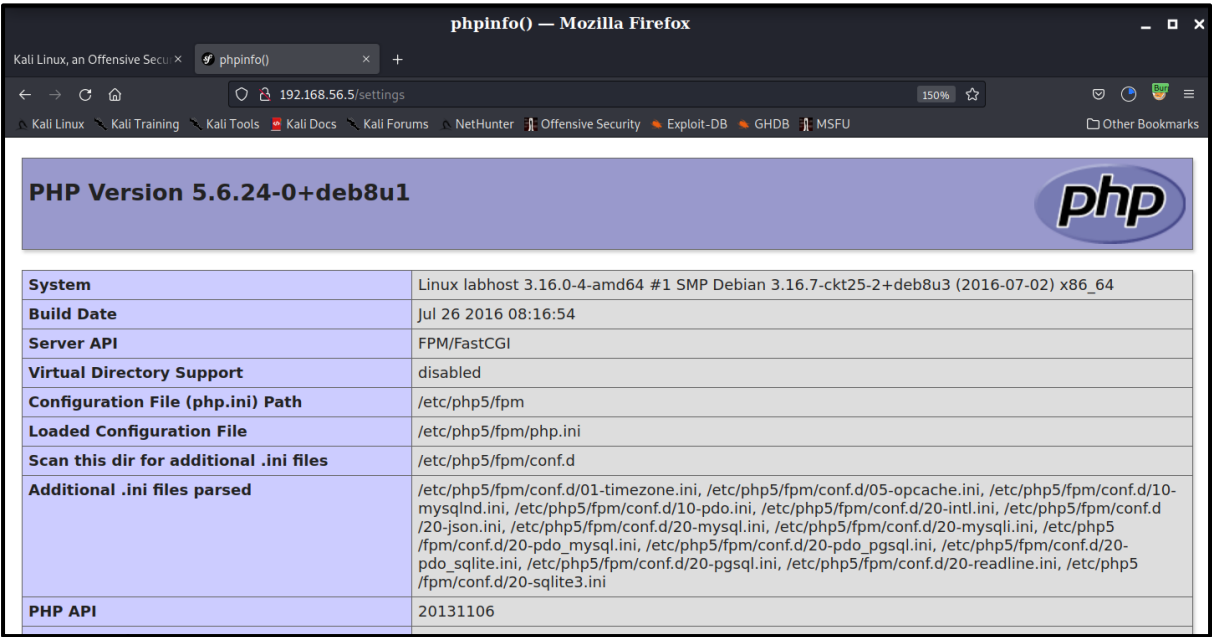 phpinfo() — Mozilla Firefox
Kali Linux, an Offensive Secu
phpinfo()
192.168.56.5/settings
150%
Bur
Kali Linux Kali Training Kali Tools Kali Docs Kali Forums NetHunter Offensive Security Exploit-DB GHDB MSFU Other Bookmarks
PHP Version 5.6.24-0+deb8u1
php
System Linux labhost 3.16.0-4-amd64 #1 SMP Debian 3.16.7-ckt25-2+deb8u3 (2016-07-02) x86_64
Build Date Jul 26 2016 08:16:54
Server API FPM/FastCGI
Virtual Directory Support disabled
Configuration File (php.ini) Path /etc/php5/fpm
Loaded Configuration File /etc/php5/fpm/php.ini
Scan this dir for additional .ini files /etc/php5/fpm/conf.d
Additional .ini files parsed /etc/php5/fpm/conf.d/01-timezone.ini, /etc/php5/fpm/conf.d/05-opcache.ini, /etc/php5/fpm/conf.d/10-
mysqlnd.ini, /etc/php5/fpm/conf.d/10-pdo.ini, /etc/php5/fpm/conf.d/20-intl.ini, /etc/php5/fpm/conf.d
/20-json.ini, /etc/php5/fpm/conf.d/20-mysql.ini, /etc/php5/fpm/conf.d/20-mysqli.ini, /etc/php5
/fpm/conf.d/20-pdo_mysql.ini, /etc/php5/fpm/conf.d/20-pdo_pgsql.ini, /etc/php5/fpm/conf.d/20-
pdo_sqlite.ini, /etc/php5/fpm/conf.d/20-pgsql.ini, /etc/php5/fpm/conf.d/20-readline.ini, /etc/php5
/fpm/conf.d/20-sqlite3.ini
PHP API 20131106